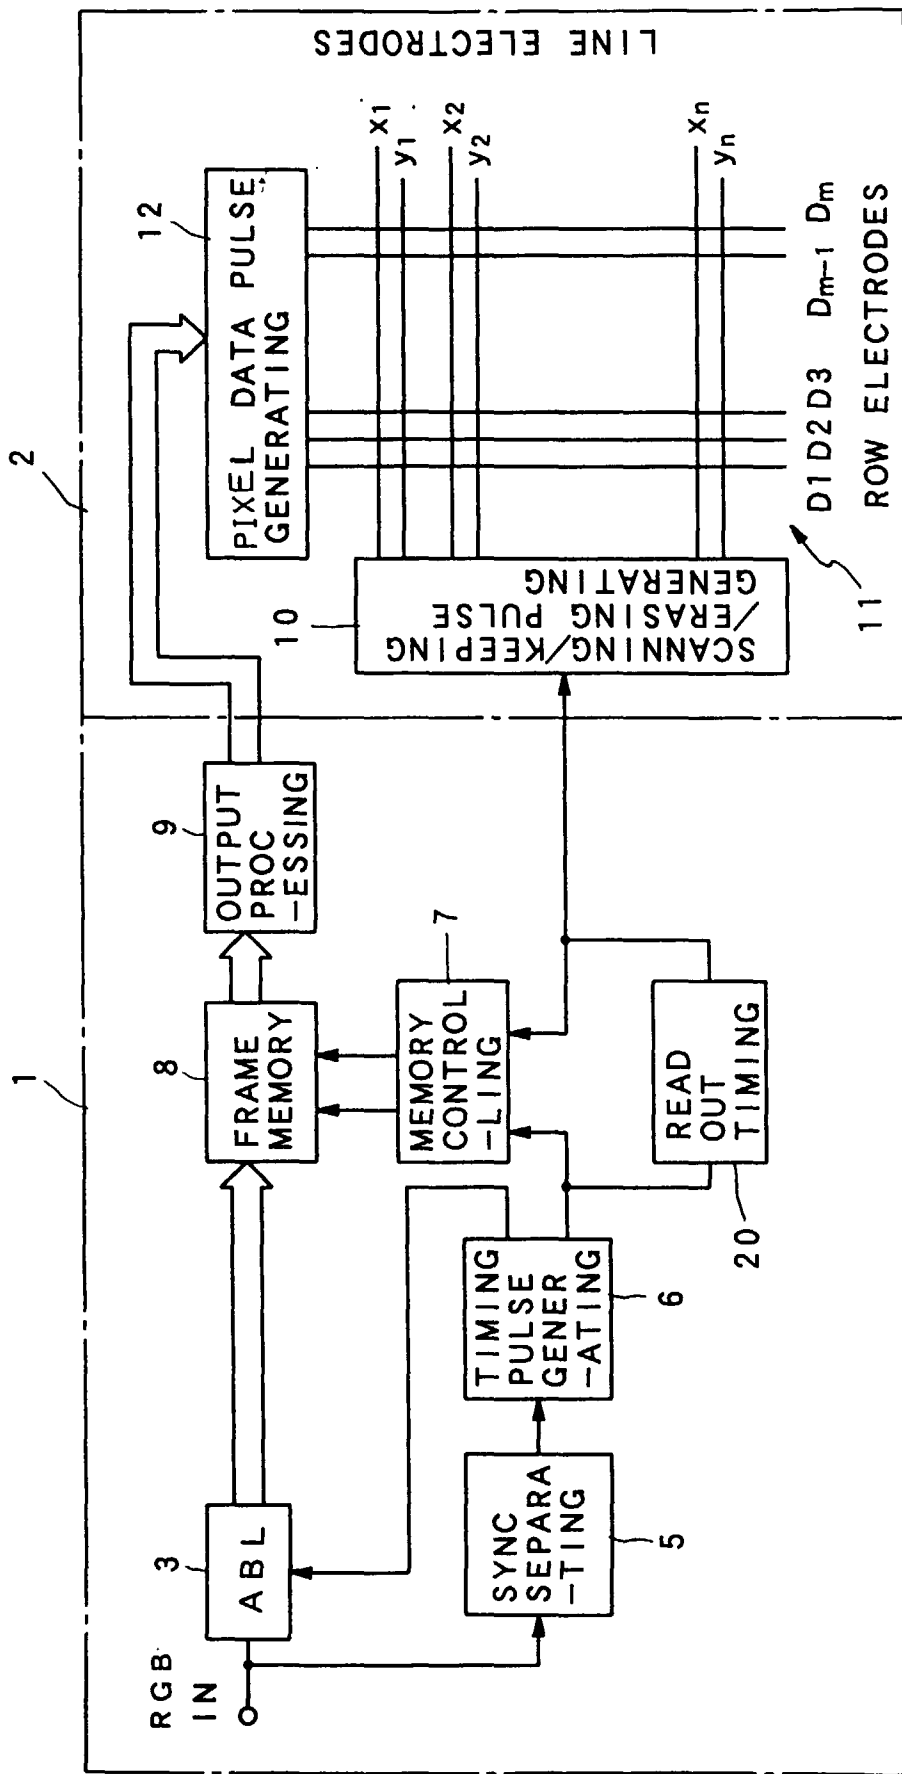 1
2
RGB
IN
3
ABL
8
FRAME
MEMORY
9
OUTPUT
PROC
-ESSING
12
PIXEL DATA PULSE
GENERATING
5
SYNC
SEPARA
-TING
6
TIMING
PULSE
GENER
-ATING
7
MEMORY
CONTROL
-LING
20
READ
OUT
TIMING
10
SCANNING/KEEPING
/ERASING PULSE
GENERATING
x1
y1
x2
y2
xn
yn
LINE ELECTRODES
11
D1 D2 D3 Dm-1 Dm
ROW ELECTRODES